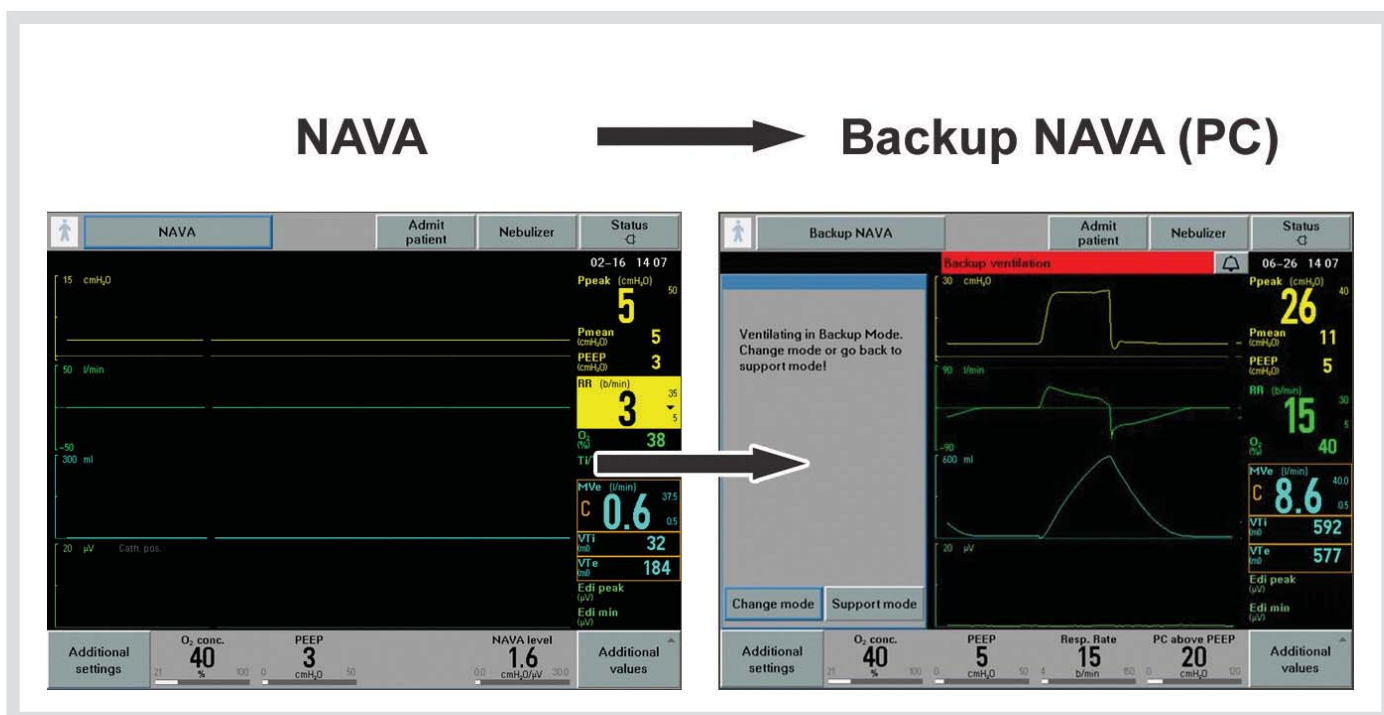 NAVA
Backup NAVA (PC)
NAVA
Admit
patient
Nebulizer
Status
02-16 14 07
15 cmH₂O
Ppeak (cmH₂O)
50
5
Pmean
(cmH₂O)
5
PEEP
(cmH₂O)
3
50 l/min
RR (b/min)
35
3
5
-50
O₂
(%)
38
300 ml
Ti/
MVe (l/min)
C
0.6
37.5
0.5
VTi
(ml)
32
VTe
(ml)
184
20 µV Cath. pos.
Edi peak
(µV)
Edi min
(µV)
Additional
settings
O₂ conc.
40
21 % 100
PEEP
3
0 cmH₂O 50
NAVA level
1.6
0.0 cmH₂O/µV 30.0
Additional
values
Backup NAVA
Admit
patient
Nebulizer
Status
Backup ventilation
06-26 14 07
Ventilating in Backup Mode.
Change mode or go back to
support mode!
Change mode
Support mode
30 cmH₂O
Ppeak (cmH₂O)
40
26
Pmean
(cmH₂O)
11
PEEP
(cmH₂O)
5
90 l/min
RR (b/min)
30
15
5
-90
O₂
(%)
40
600 ml
MVe (l/min)
C
8.6
40.0
0.5
VTi
(ml)
592
VTe
(ml)
577
20 µV
Edi peak
(µV)
Edi min
(µV)
Additional
settings
O₂ conc.
40
21 % 100
PEEP
5
0 cmH₂O 50
Resp. Rate
15
4 b/min 150
PC above PEEP
20
0 cmH₂O 120
Additional
values